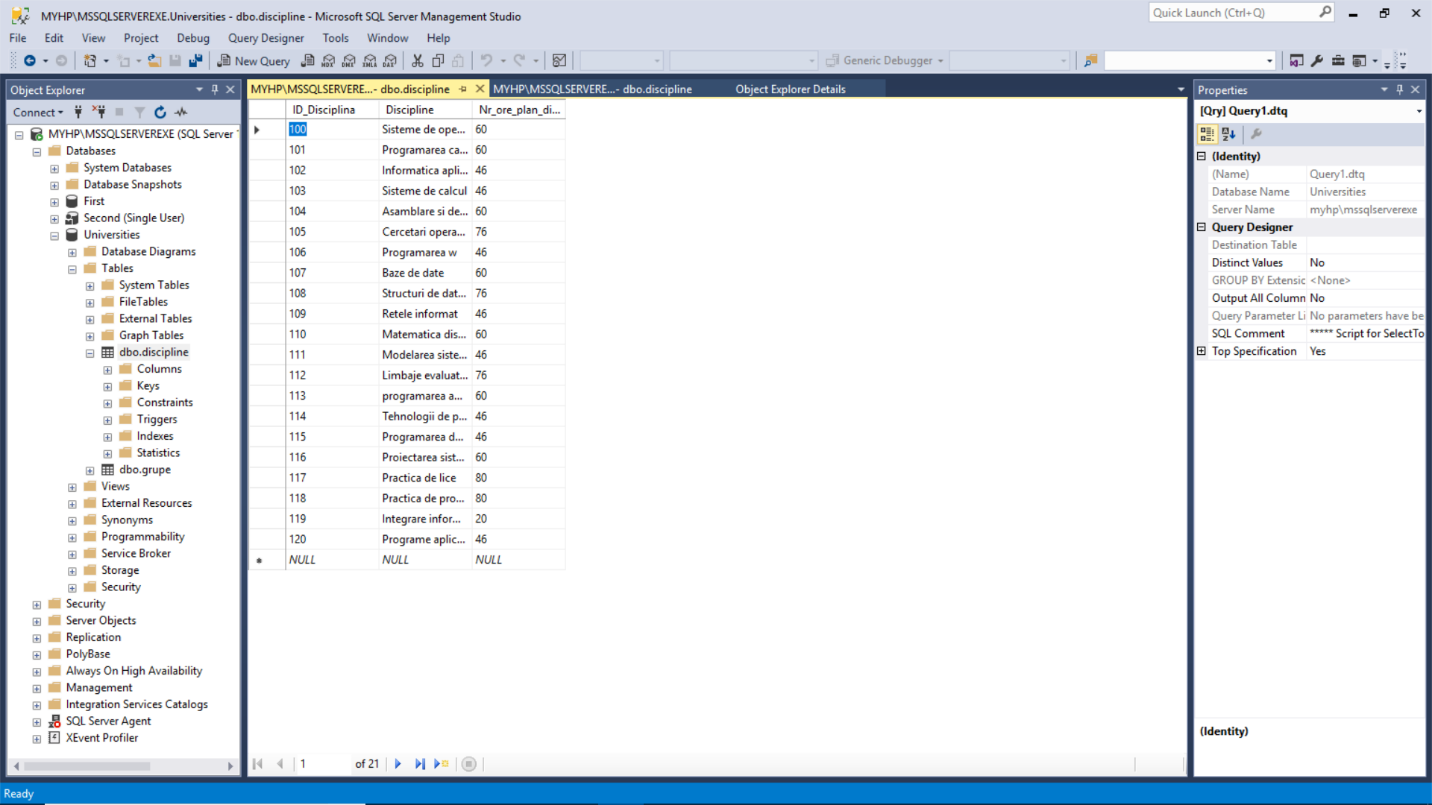 MYHP\MSSQLSERVEREXE.Universities - dbo.discipline - Microsoft SQL Server Management Studio
Quick Launch (Ctrl+Q)
File Edit View Project Debug Query Designer Tools Window Help
New Query
Generic Debugger
Object Explorer
Connect
MYHP\MSSQLSERVEREXE (SQL Server
Databases
System Databases
Database Snapshots
First
Second (Single User)
Universities
Database Diagrams
Tables
System Tables
FileTables
External Tables
Graph Tables
dbo.discipline
Columns
Keys
Constraints
Triggers
Indexes
Statistics
dbo.grupe
Views
External Resources
Synonyms
Programmability
Service Broker
Storage
Security
Security
Server Objects
Replication
PolyBase
Always On High Availability
Management
Integration Services Catalogs
SQL Server Agent
XEvent Profiler
MYHP\MSSQLSERVERE...- dbo.discipline MYHP\MSSQLSERVERE...- dbo.discipline Object Explorer Details
ID_Disciplina Discipline Nr_ore_plan_di...
100 Sisteme de ope... 60
101 Programarea ca... 60
102 Informatica apli... 46
103 Sisteme de calcul 46
104 Asamblare si de... 60
105 Cercetari opera... 76
106 Programarea w 46
107 Baze de date 60
108 Structuri de dat... 76
109 Retele informat 46
110 Matematica dis... 60
111 Modelarea siste... 46
112 Limbaje evaluat... 76
113 programarea a... 60
114 Tehnologii de p... 46
115 Programarea d... 46
116 Proiectarea sist... 60
117 Practica de lice 80
118 Practica de pro... 80
119 Integrare infor... 20
120 Programe aplic... 46
NULL NULL NULL
1 of 21
Properties
[Qry] Query1.dtq
(Identity)
(Name) Query1.dtq
Database Name Universities
Server Name myhp\mssqlserverexe
Query Designer
Destination Table
Distinct Values No
GROUP BY Extensic <None>
Output All Column No
Query Parameter Li No parameters have be
SQL Comment ***** Script for SelectTo
Top Specification Yes
(Identity)
Ready